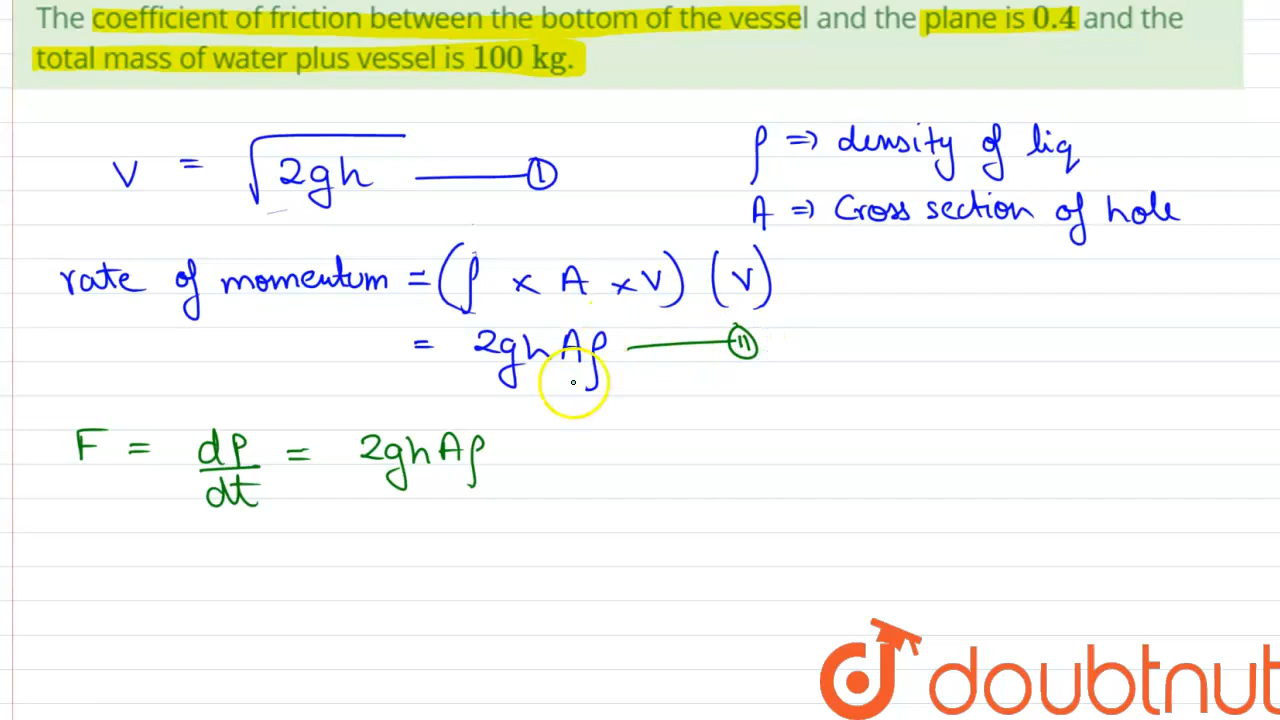 The coefficient of friction between the bottom of the vessel and the plane is 0.4 and the
total mass of water plus vessel is 100 kg.
v = √2gh ——— ①
ρ ⇒ density of liq
A ⇒ Cross section of hole
rate of momentum = (ρ × A × v) (v)
= 2ghAρ ——— ⑪
F = dρ/dt = 2ghAρ
doubtnut